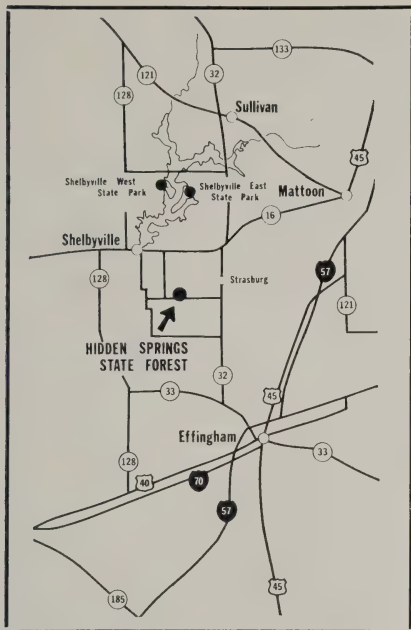 133
121
32
128
Sullivan
45
Shelbyville West
State Park
Shelbyville East
State Park
Mattoon
16
Shelbyville
57
128
Strasburg
121
HIDDEN SPRINGS
STATE FOREST
32
33
45
Effingham
33
128
40
70
57
45
185